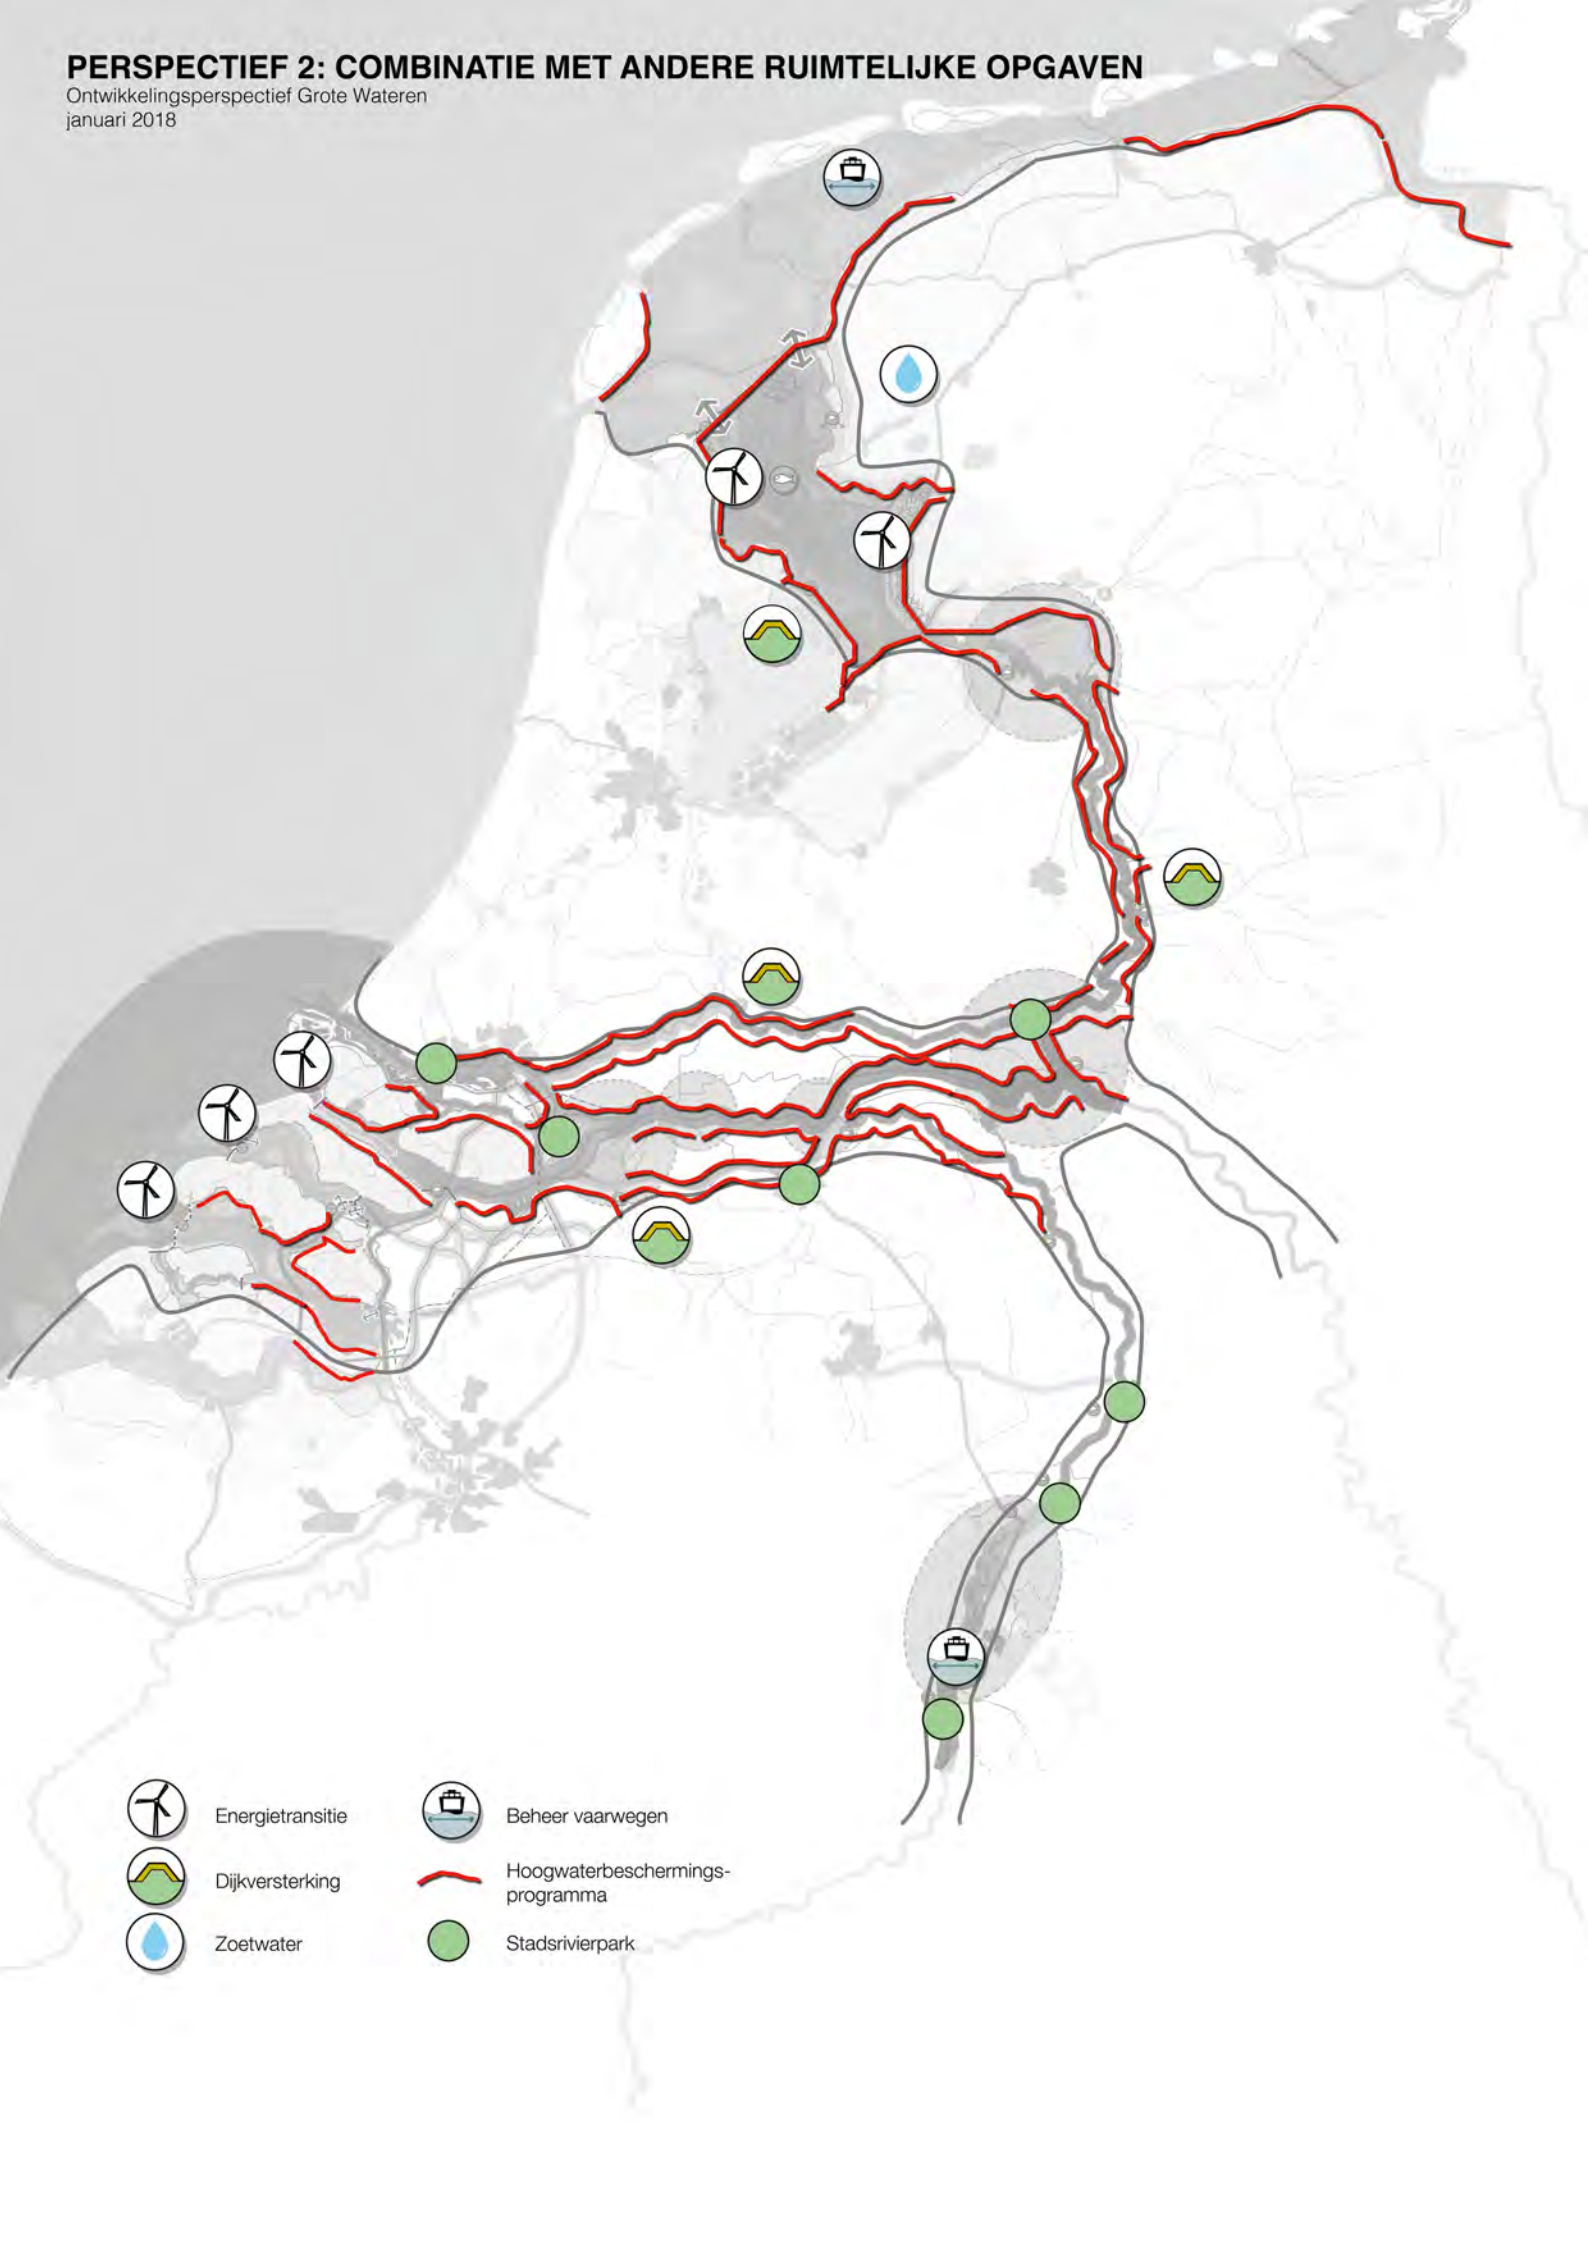 PERSPECTIEF 2: COMBINATIE MET ANDERE RUIMTELIJKE OPGAVEN
Ontwikkelingsperspectief Grote Wateren
januari 2018
Energietransitie
Dijkversterking
Zoetwater
Beheer vaarwegen
Hoogwaterbeschermings-
programma
Stadsrivierpark